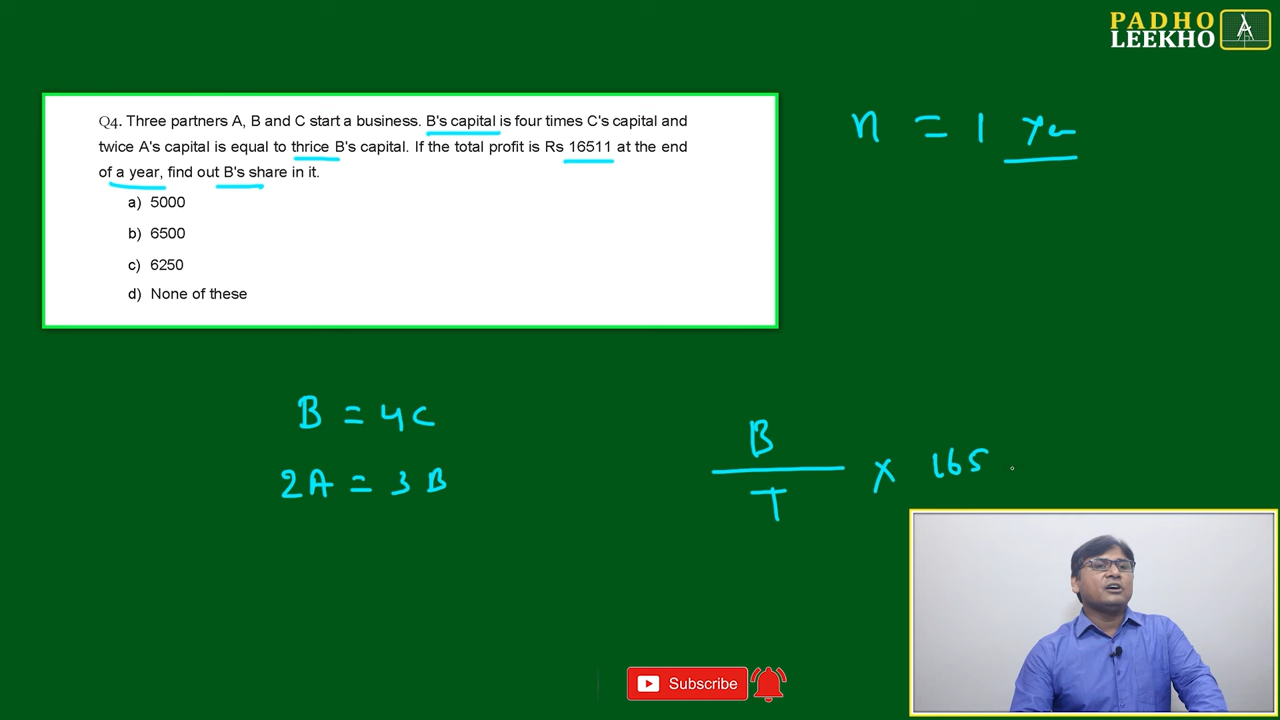 PADHO
LEEKHO
Q4. Three partners A, B and C start a business. B's capital is four times C's capital and
twice A's capital is equal to thrice B's capital. If the total profit is Rs 16511 at the end
of a year, find out B's share in it.
a) 5000
b) 6500
c) 6250
d) None of these
n = 1 year
B = 4C
2A = 3B
B
T
× 165
Subscribe